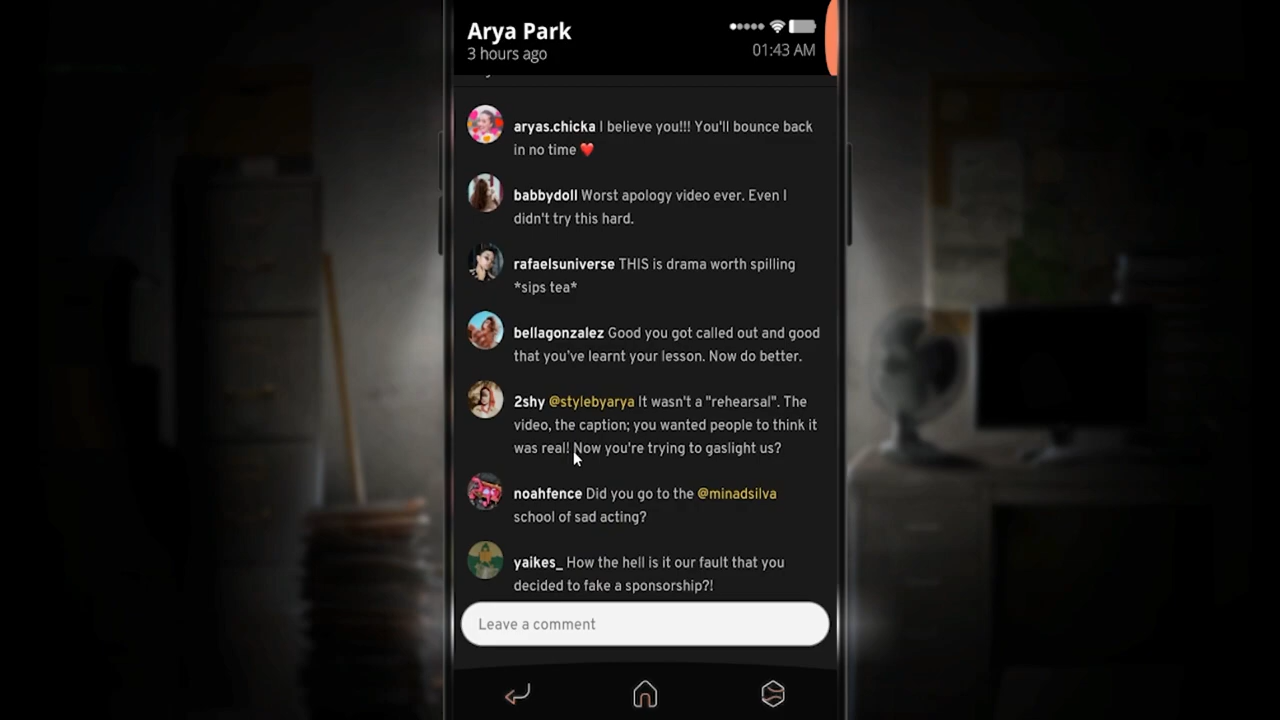 Arya Park
3 hours ago
01:43 AM
aryas.chicka I believe you!!! You'll bounce back
in no time ❤️
babbydoll Worst apology video ever. Even I
didn't try this hard.
rafaelsuniverse THIS is drama worth spilling
*sips tea*
bellagonzalez Good you got called out and good
that you've learnt your lesson. Now do better.
2shy @stylebyarya It wasn't a "rehearsal". The
video, the caption; you wanted people to think it
was real! Now you're trying to gaslight us?
noahfence Did you go to the @minadsilva
school of sad acting?
yaikes_ How the hell is it our fault that you
decided to fake a sponsorship?!
Leave a comment